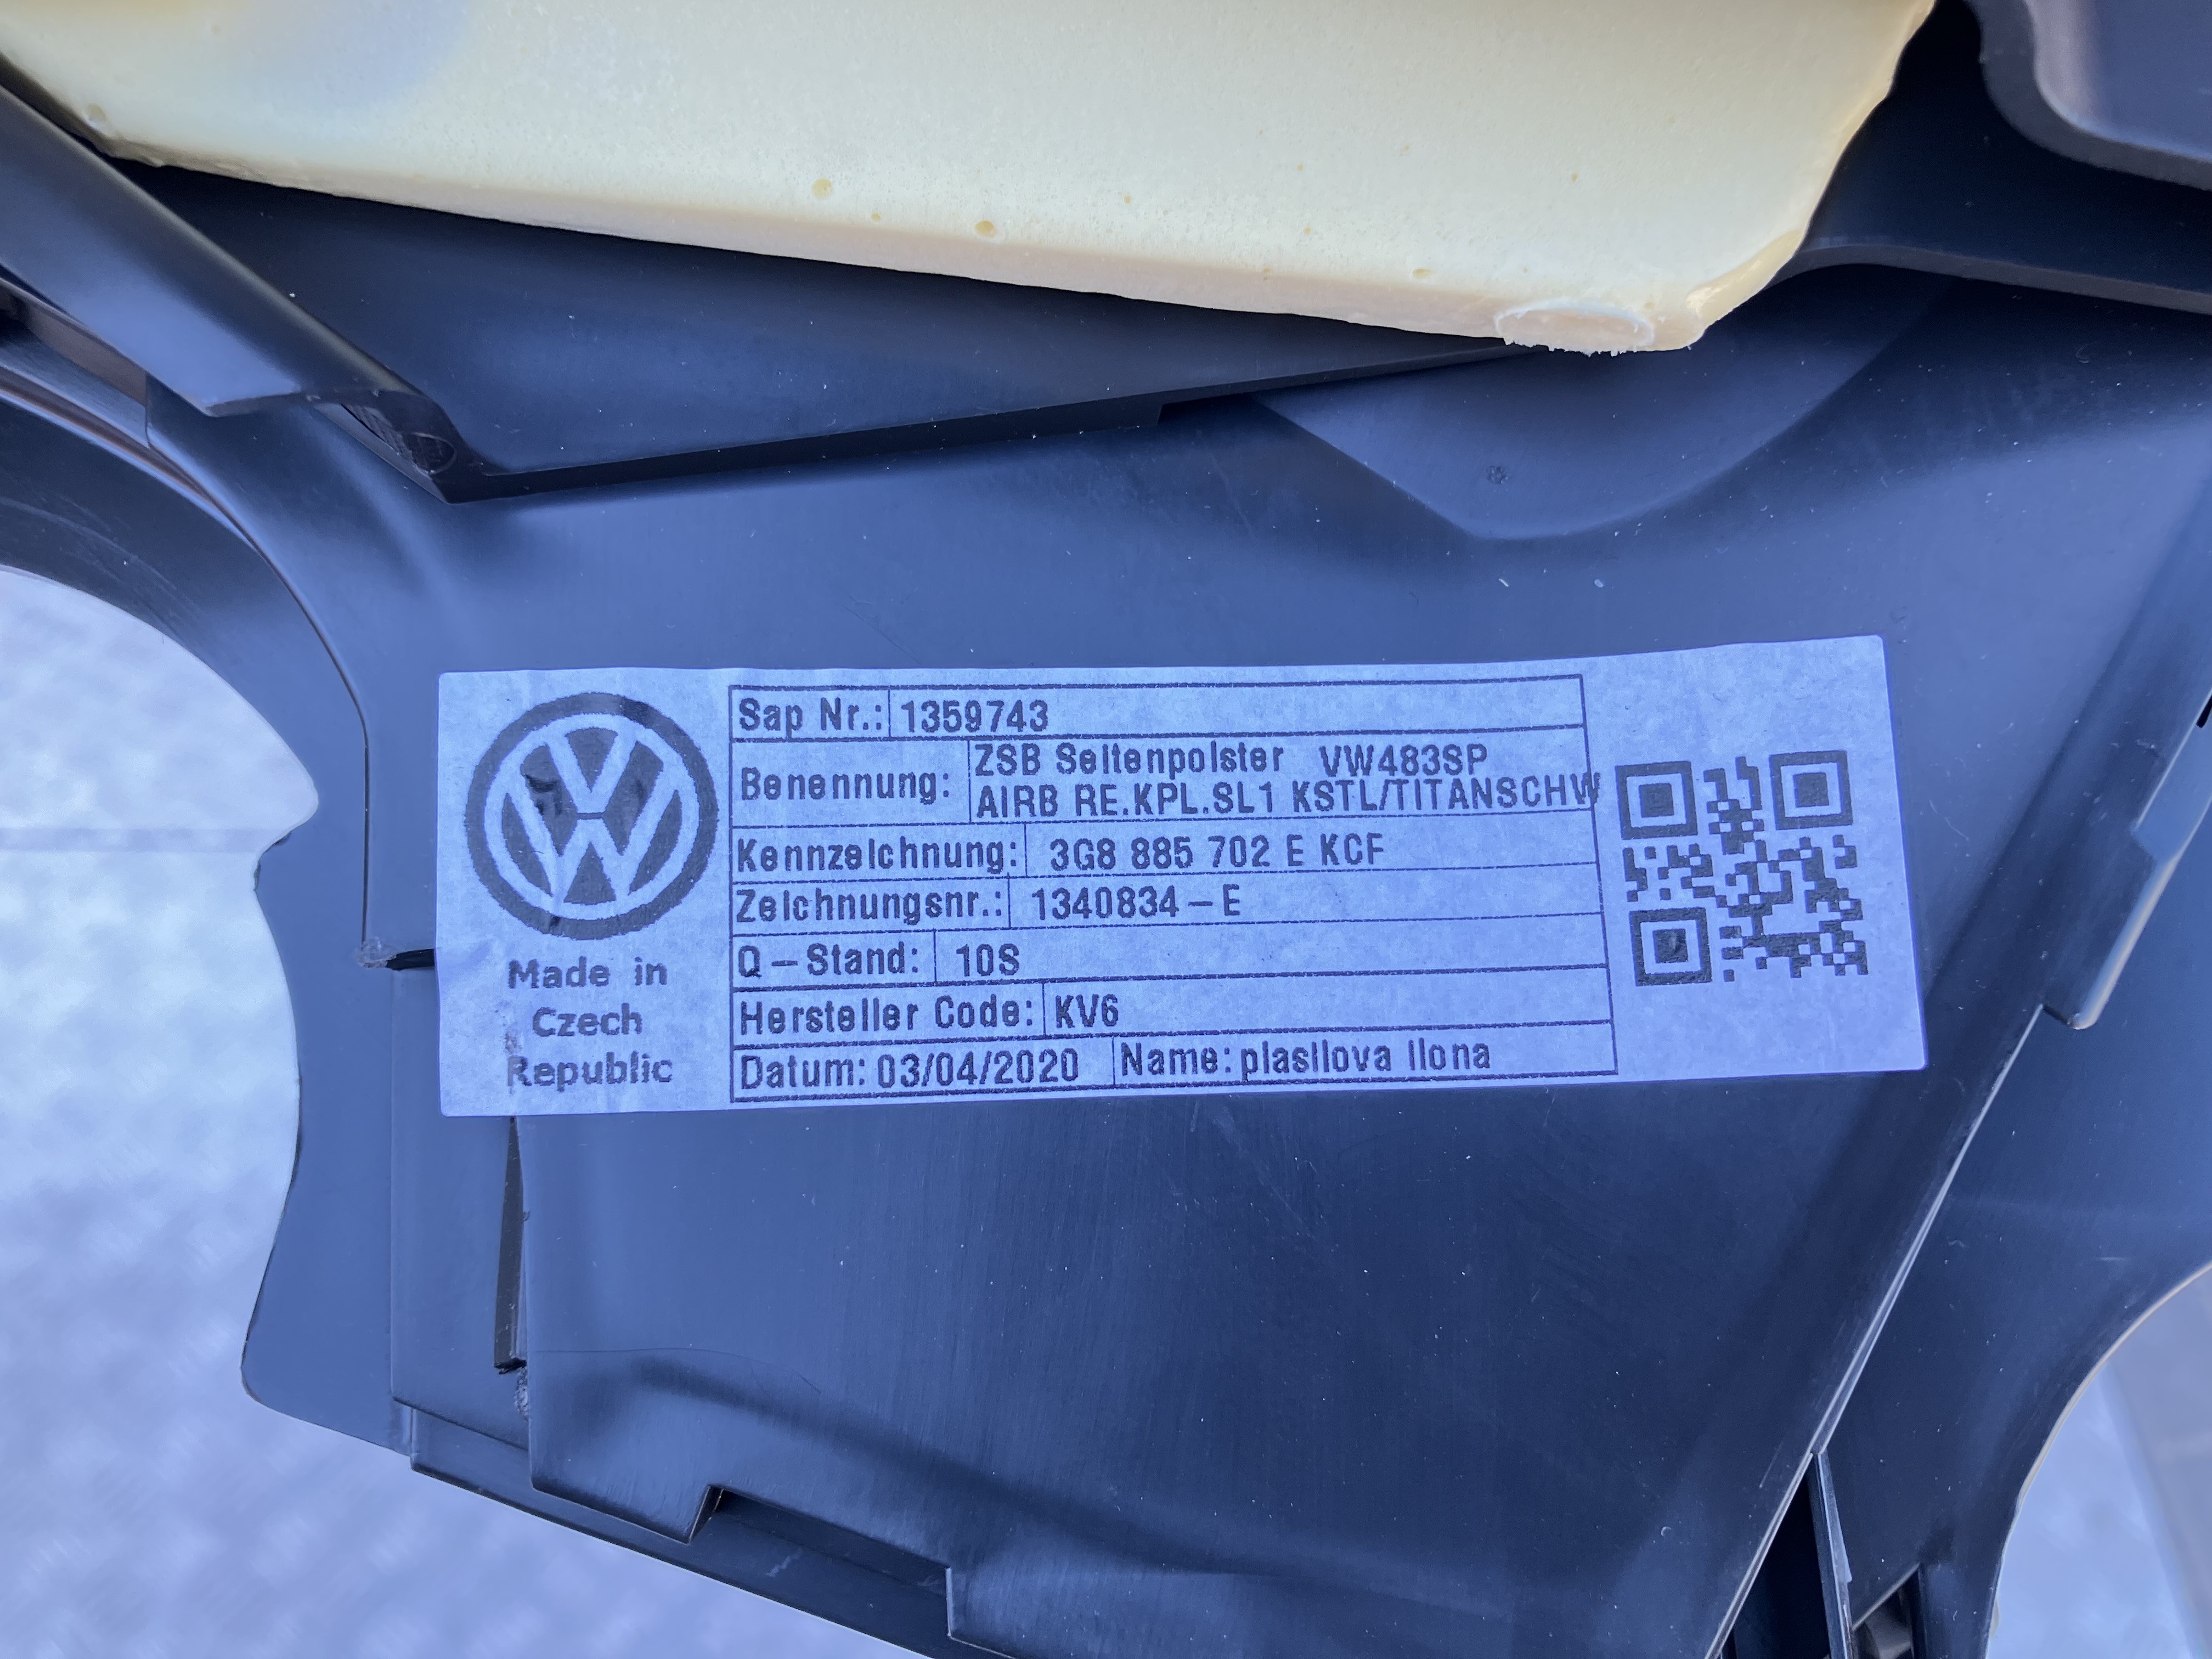 Sap Nr.: 1359743
Benennung: ZSB Seitenpolster VW483SP
AIRB RE.KPL.SL1 KSTL/TITANSCHW
Kennzeichnung: 3G8 885 702 E KCF
Zeichnungsnr.: 1340834-E
Q-Stand: 10S
Hersteller Code: KV6
Datum: 03/04/2020 Name: plasilova ilona
Made in
Czech
Republic